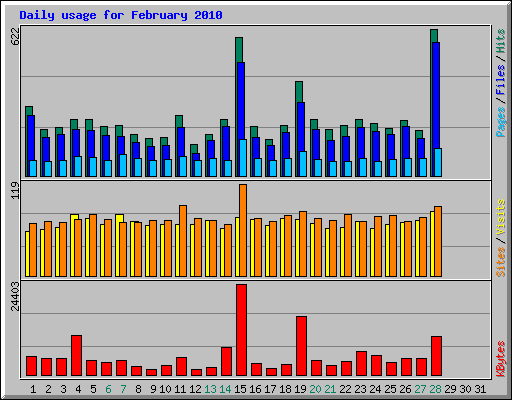 Daily usage for February 2010
622
Pages / Files / Hits
119
Sites / Visits
24403
KBytes
1 2 3 4 5 6 7 8 9 10 11 12 13 14 15 16 17 18 19 20 21 22 23 24 25 26 27 28 29 30 31